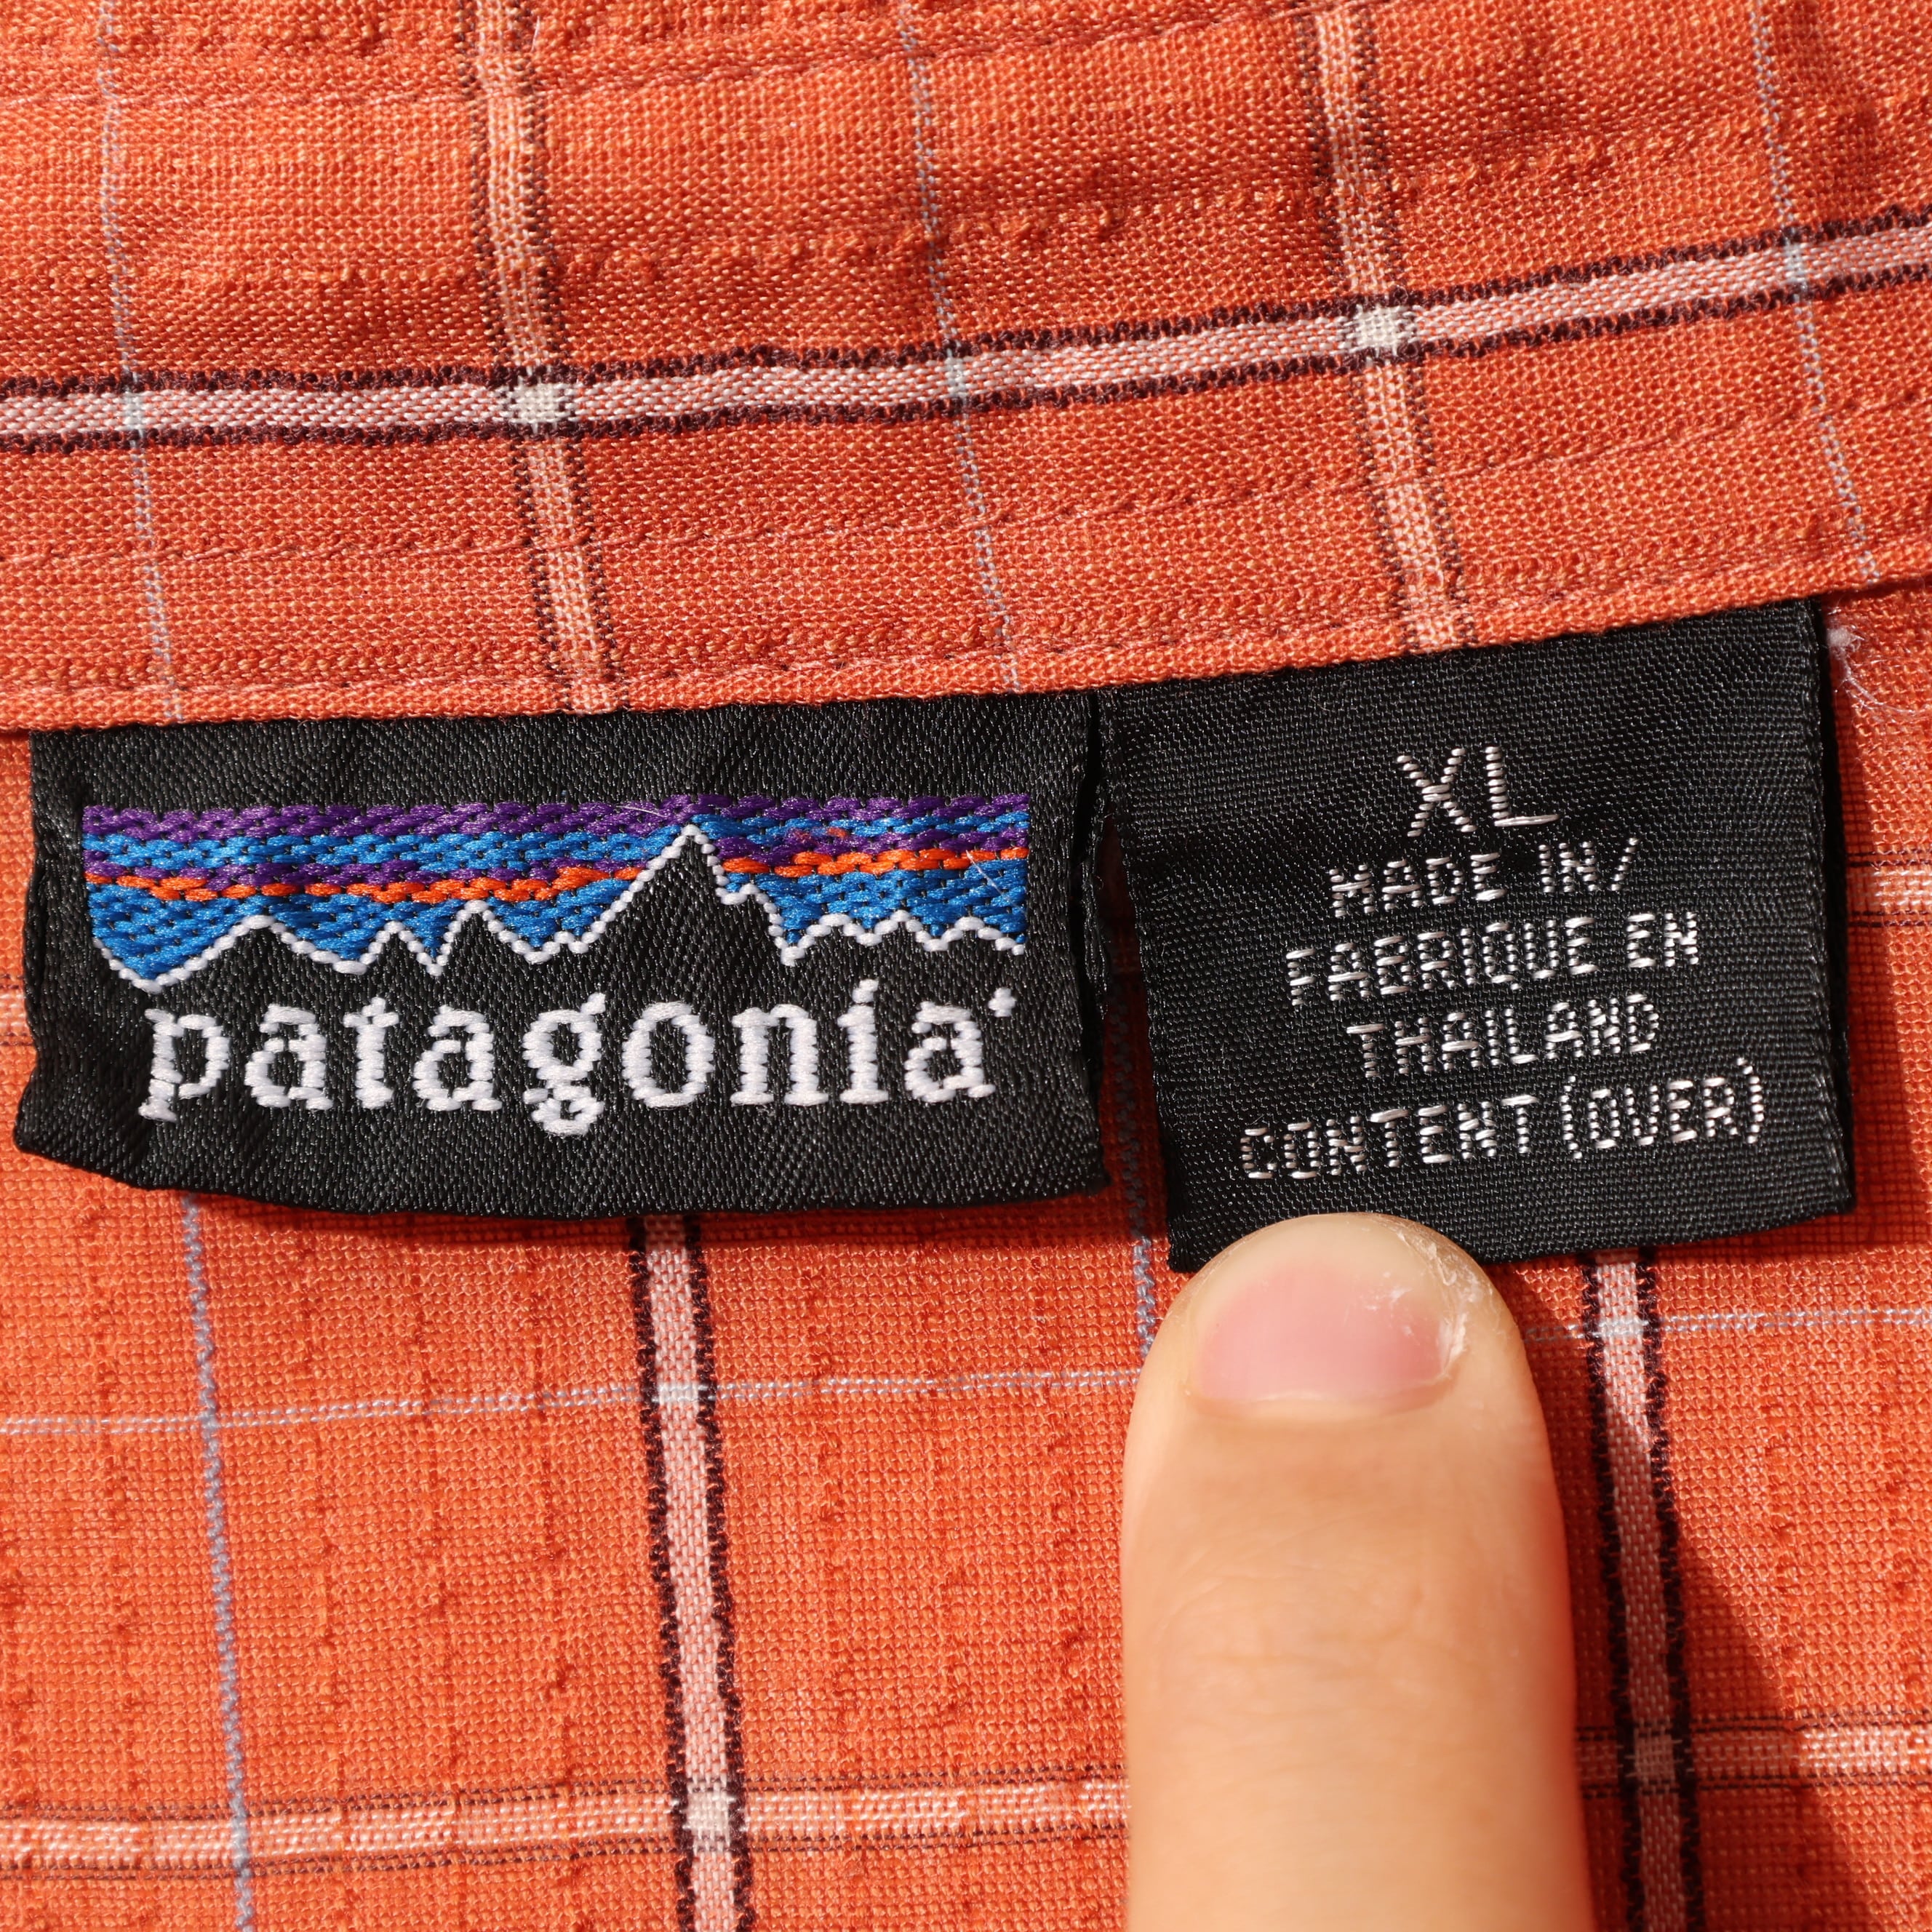 patagonia
XL
MADE IN/
FABRIQUE EN
THAILAND
CONTENT (OVER)